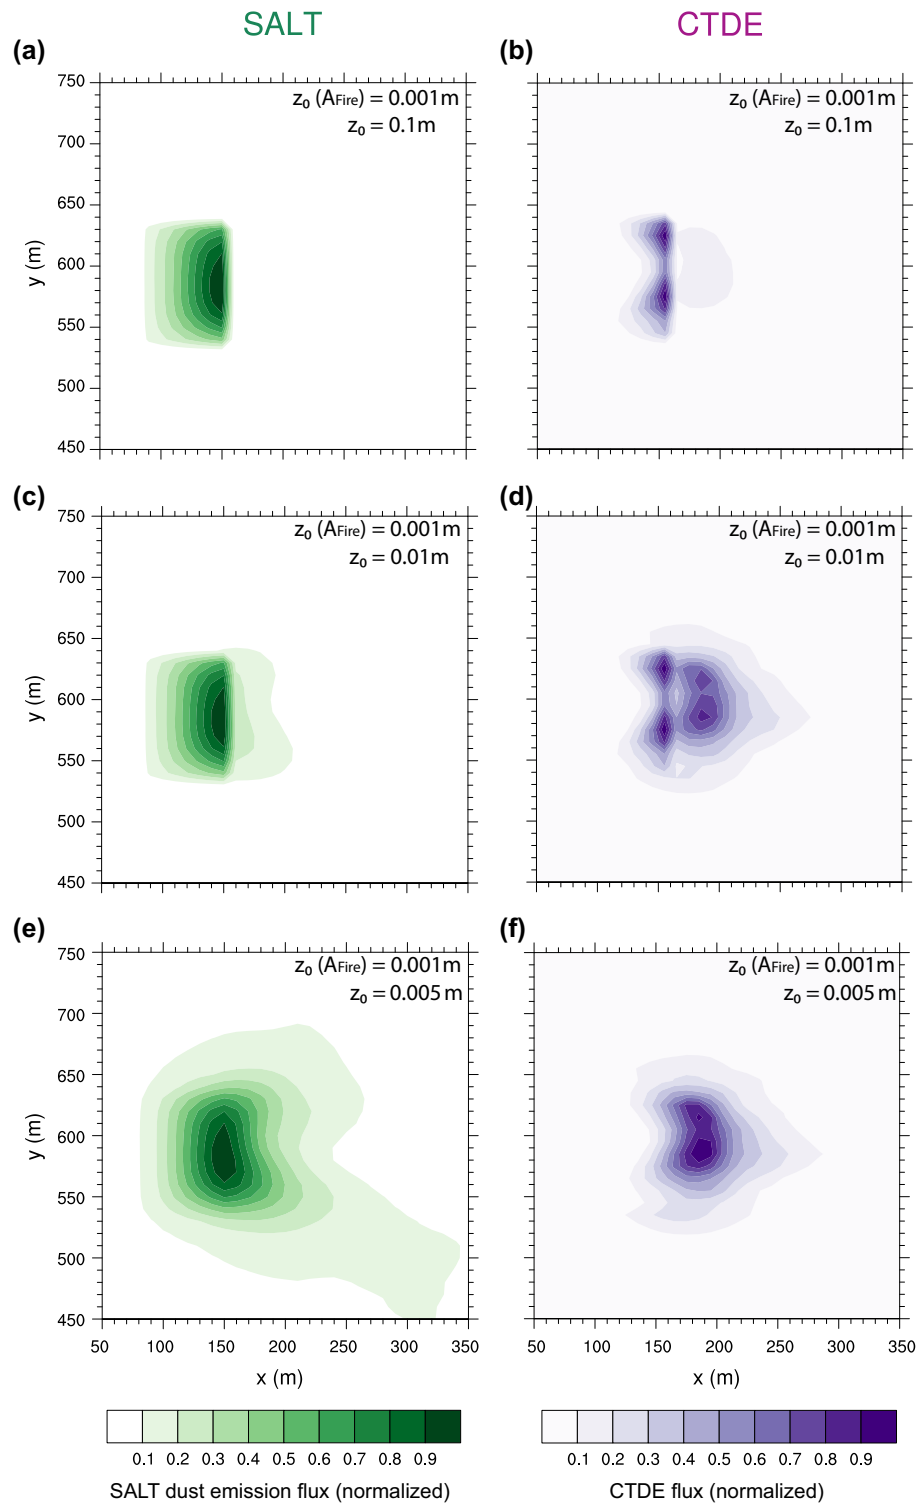 SALT
CTDE
(a)
(b)
z₀ (AFire) = 0.001m
z₀ = 0.1m
z₀ (AFire) = 0.001m
z₀ = 0.1m
750
700
650
600
550
500
450
y (m)
(c)
(d)
z₀ (AFire) = 0.001m
z₀ = 0.01m
z₀ (AFire) = 0.001m
z₀ = 0.01m
750
700
650
600
550
500
450
y (m)
(e)
(f)
z₀ (AFire) = 0.001m
z₀ = 0.005 m
z₀ (AFire) = 0.001m
z₀ = 0.005 m
750
700
650
600
550
500
450
y (m)
50 100 150 200 250 300 350
50 100 150 200 250 300 350
x (m)
x (m)
0.1 0.2 0.3 0.4 0.5 0.6 0.7 0.8 0.9
0.1 0.2 0.3 0.4 0.5 0.6 0.7 0.8 0.9
SALT dust emission flux (normalized)
CTDE flux (normalized)